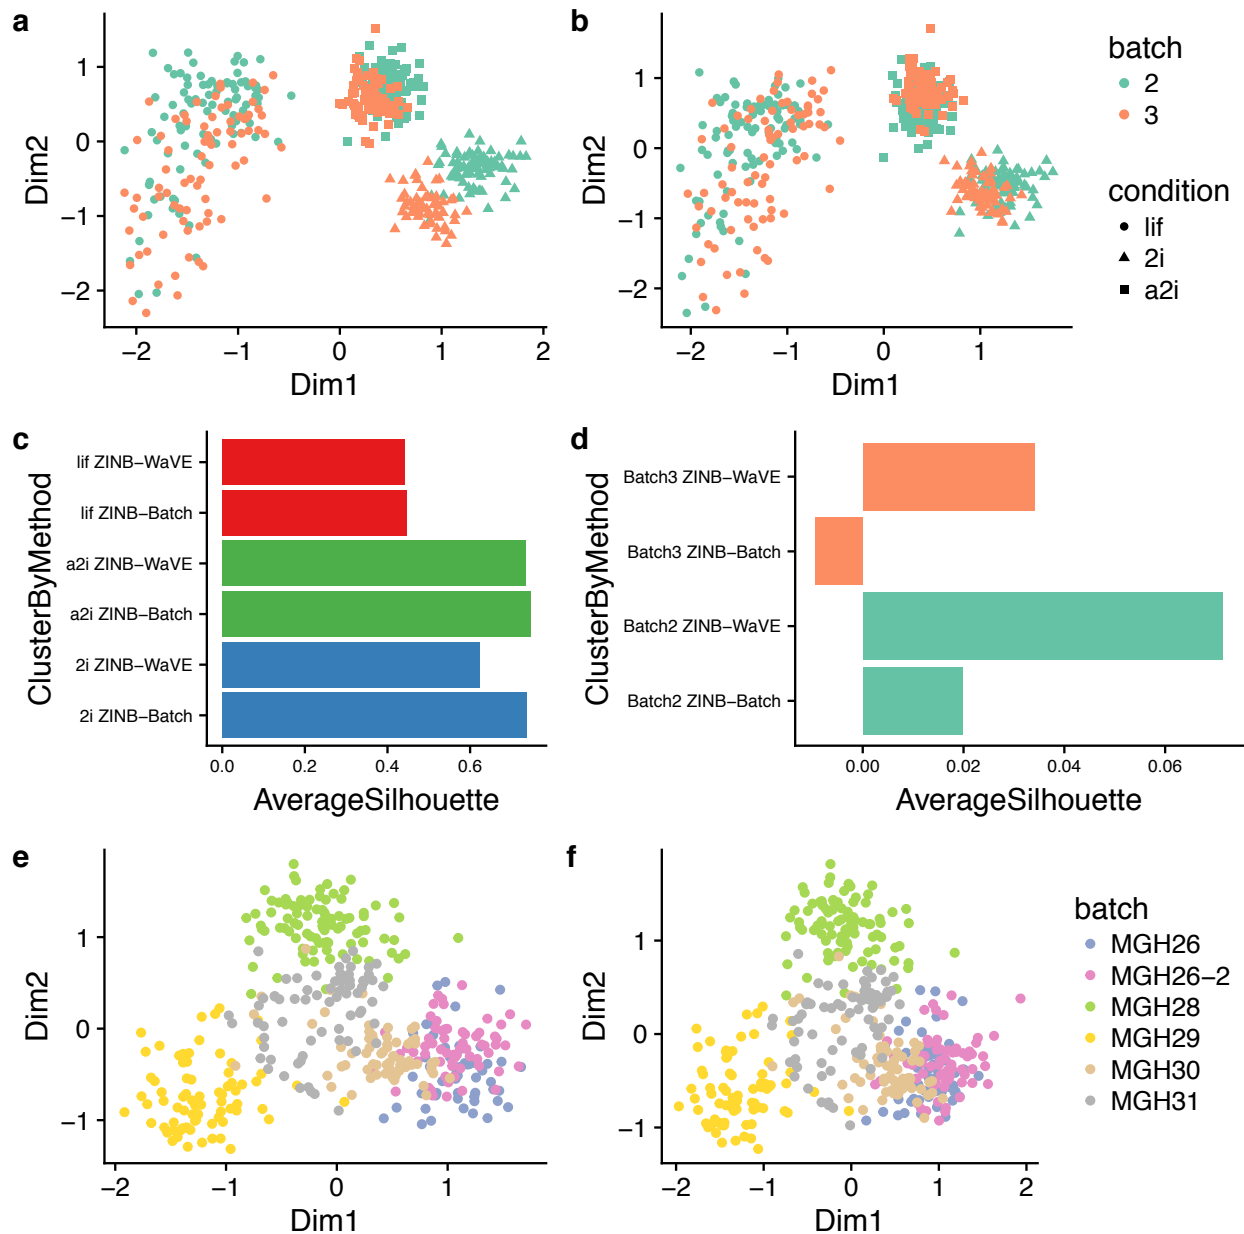 a
1
0
−1
−2
Dim2
−2
−1
0
1
2
Dim1
b
1
0
−1
−2
Dim2
−2
−1
0
1
Dim1
batch
2
3
condition
lif
2i
a2i
c
ClusterByMethod
lif ZINB−WaVE
lif ZINB−Batch
a2i ZINB−WAVE
a2i ZINB−Batch
2i ZINB−WaVE
2i ZINB−Batch
0.0
0.2
0.4
0.6
AverageSilhouette
d
ClusterByMethod
Batch3 ZINB−WaVE
Batch3 ZINB−Batch
Batch2 ZINB−WaVE
Batch2 ZINB−Batch
0.00
0.02
0.04
0.06
AverageSilhouette
e
1
0
−1
Dim2
−2
−1
0
1
Dim1
f
1
0
−1
Dim2
−2
−1
0
1
2
Dim1
batch
MGH26
MGH26−2
MGH28
MGH29
MGH30
MGH31